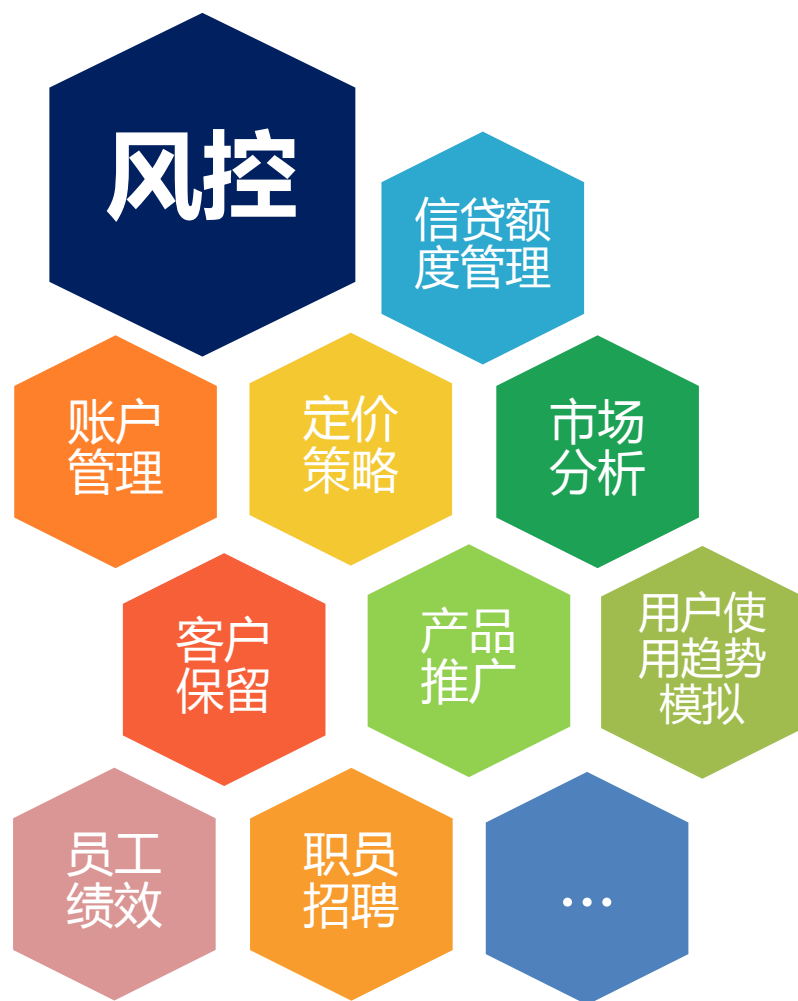 风控
信贷额
度管理
账户
管理
定价
策略
市场
分析
客户
保留
产品
推广
用户使
用趋势
模拟
员工
绩效
职员
招聘
...